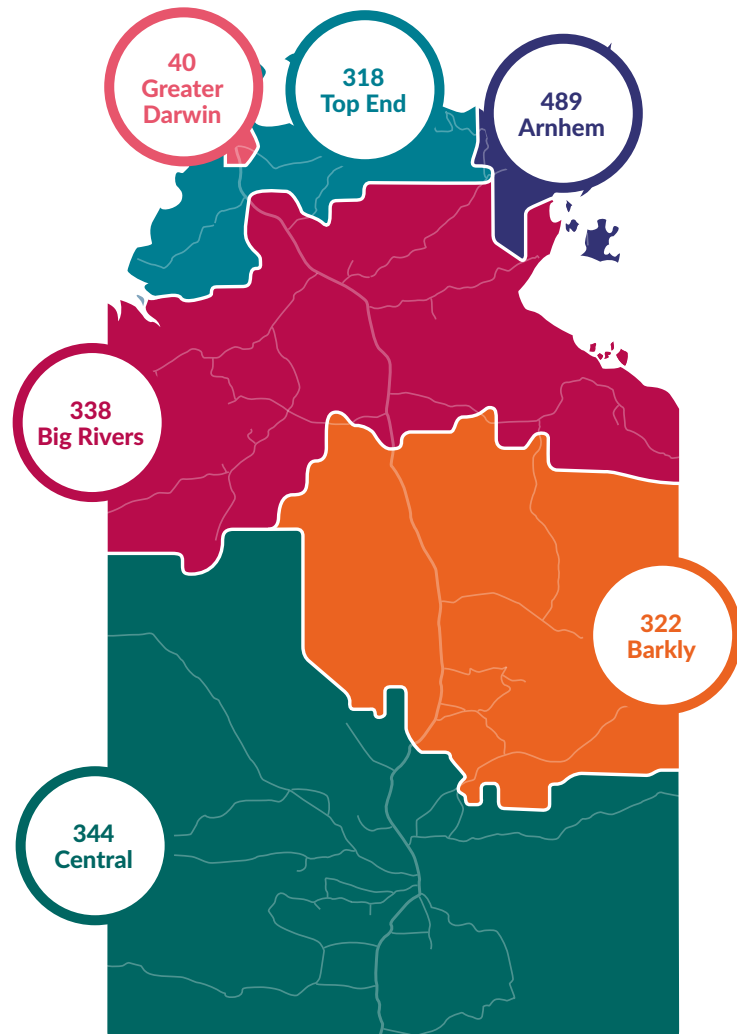 40
Greater
Darwin
318
Top End
489
Arnhem
338
Big Rivers
322
Barkly
344
Central